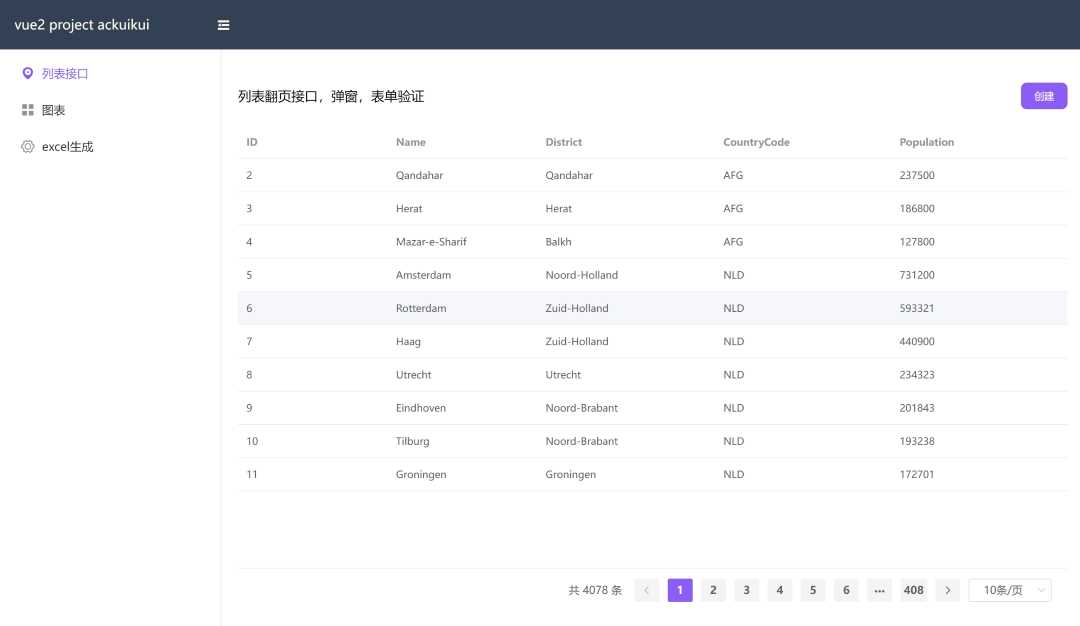 vue2 project ackuikui
列表接口
图表
excel生成
列表翻页接口，弹窗，表单验证
创建
ID Name District CountryCode Population
2 Qandahar Qandahar AFG 237500
3 Herat Herat AFG 186800
4 Mazar-e-Sharif Balkh AFG 127800
5 Amsterdam Noord-Holland NLD 731200
6 Rotterdam Zuid-Holland NLD 593321
7 Haag Zuid-Holland NLD 440900
8 Utrecht Utrecht NLD 234323
9 Eindhoven Noord-Brabant NLD 201843
10 Tilburg Noord-Brabant NLD 193238
11 Groningen Groningen NLD 172701
共 4078 条 1 2 3 4 5 6 ... 408 10条/页